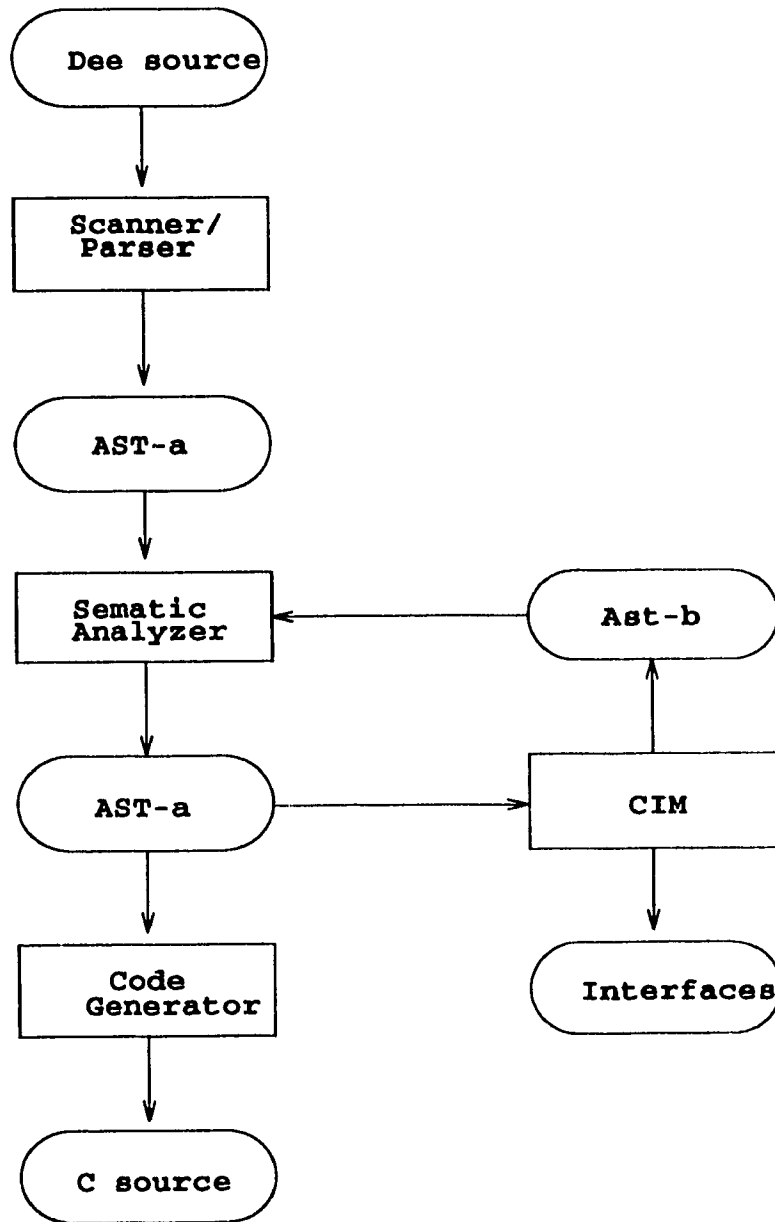 Dee source
Scanner/
Parser
AST-a
Sematic
Analyzer
Ast-b
AST-a
CIM
Code
Generator
Interfaces
C source